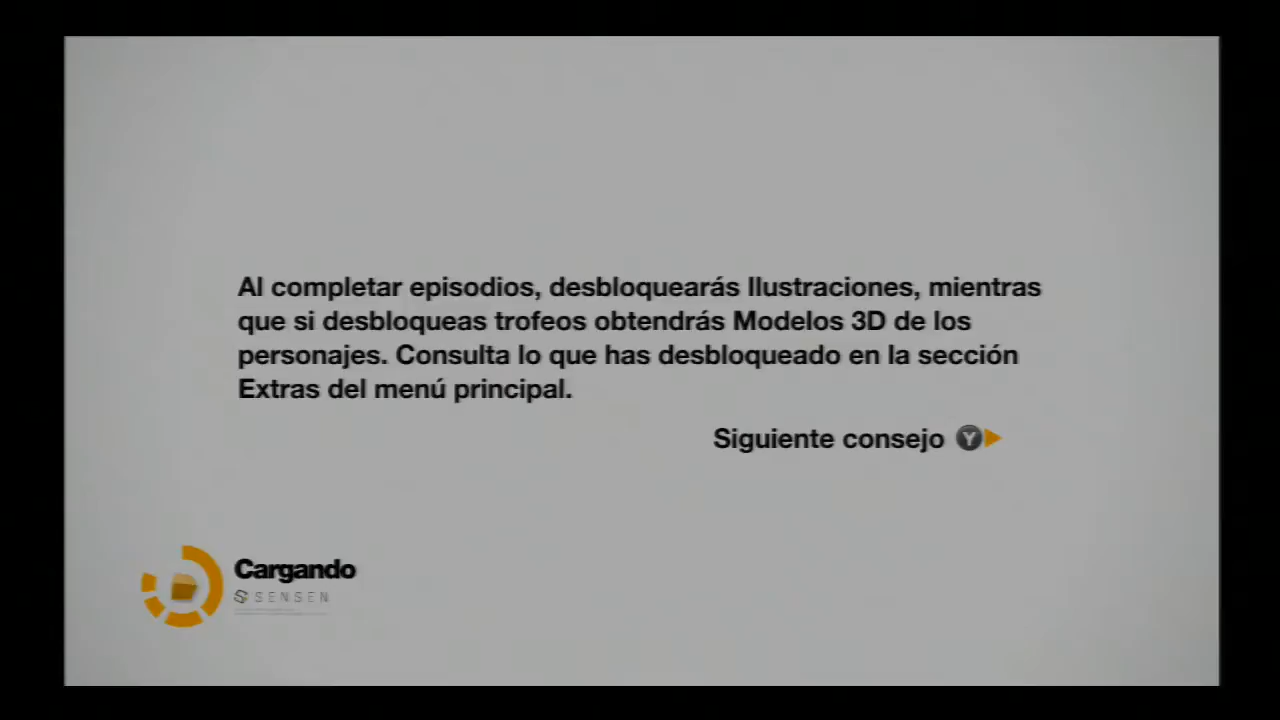 Al completar episodios, desbloquearás Ilustraciones, mientras
que si desbloqueas trofeos obtendrás Modelos 3D de los
personajes. Consulta lo que has desbloqueado en la sección
Extras del menú principal.
Siguiente consejo Y
Cargando
SENSEN